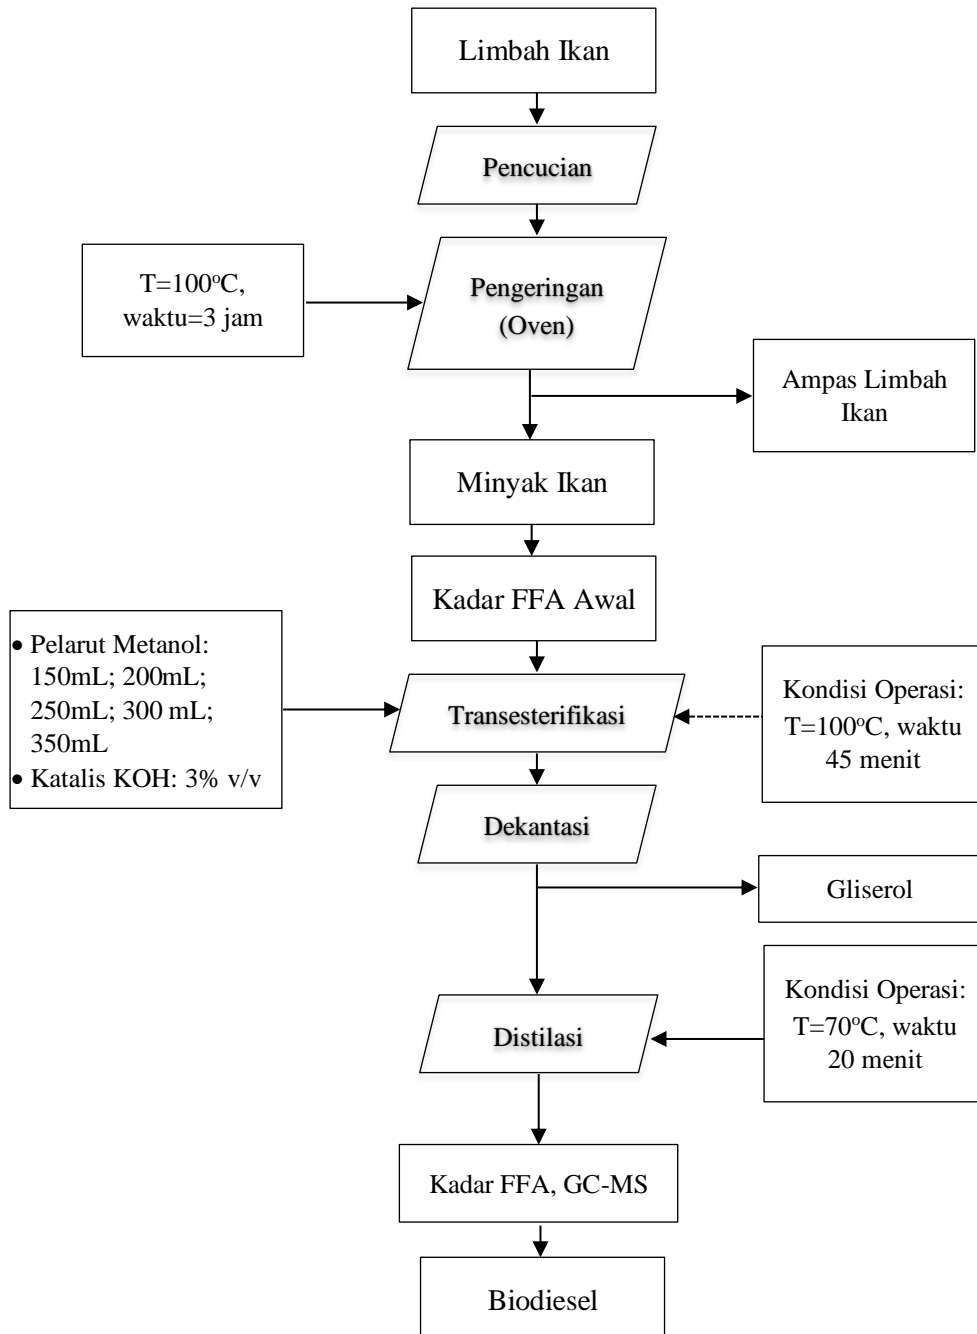 Limbah Ikan
Pencucian
T=100°C,
waktu=3 jam
Pengeringan
(Oven)
Ampas Limbah
Ikan
Minyak Ikan
Kadar FFA Awal
• Pelarut Metanol:
150mL; 200mL;
250mL; 300 mL;
350mL
• Katalis KOH: 3% v/v
Transesterifikasi
Kondisi Operasi:
T=100°C, waktu
45 menit
Dekantasi
Gliserol
Kondisi Operasi:
T=70°C, waktu
20 menit
Distilasi
Kadar FFA, GC-MS
Biodiesel